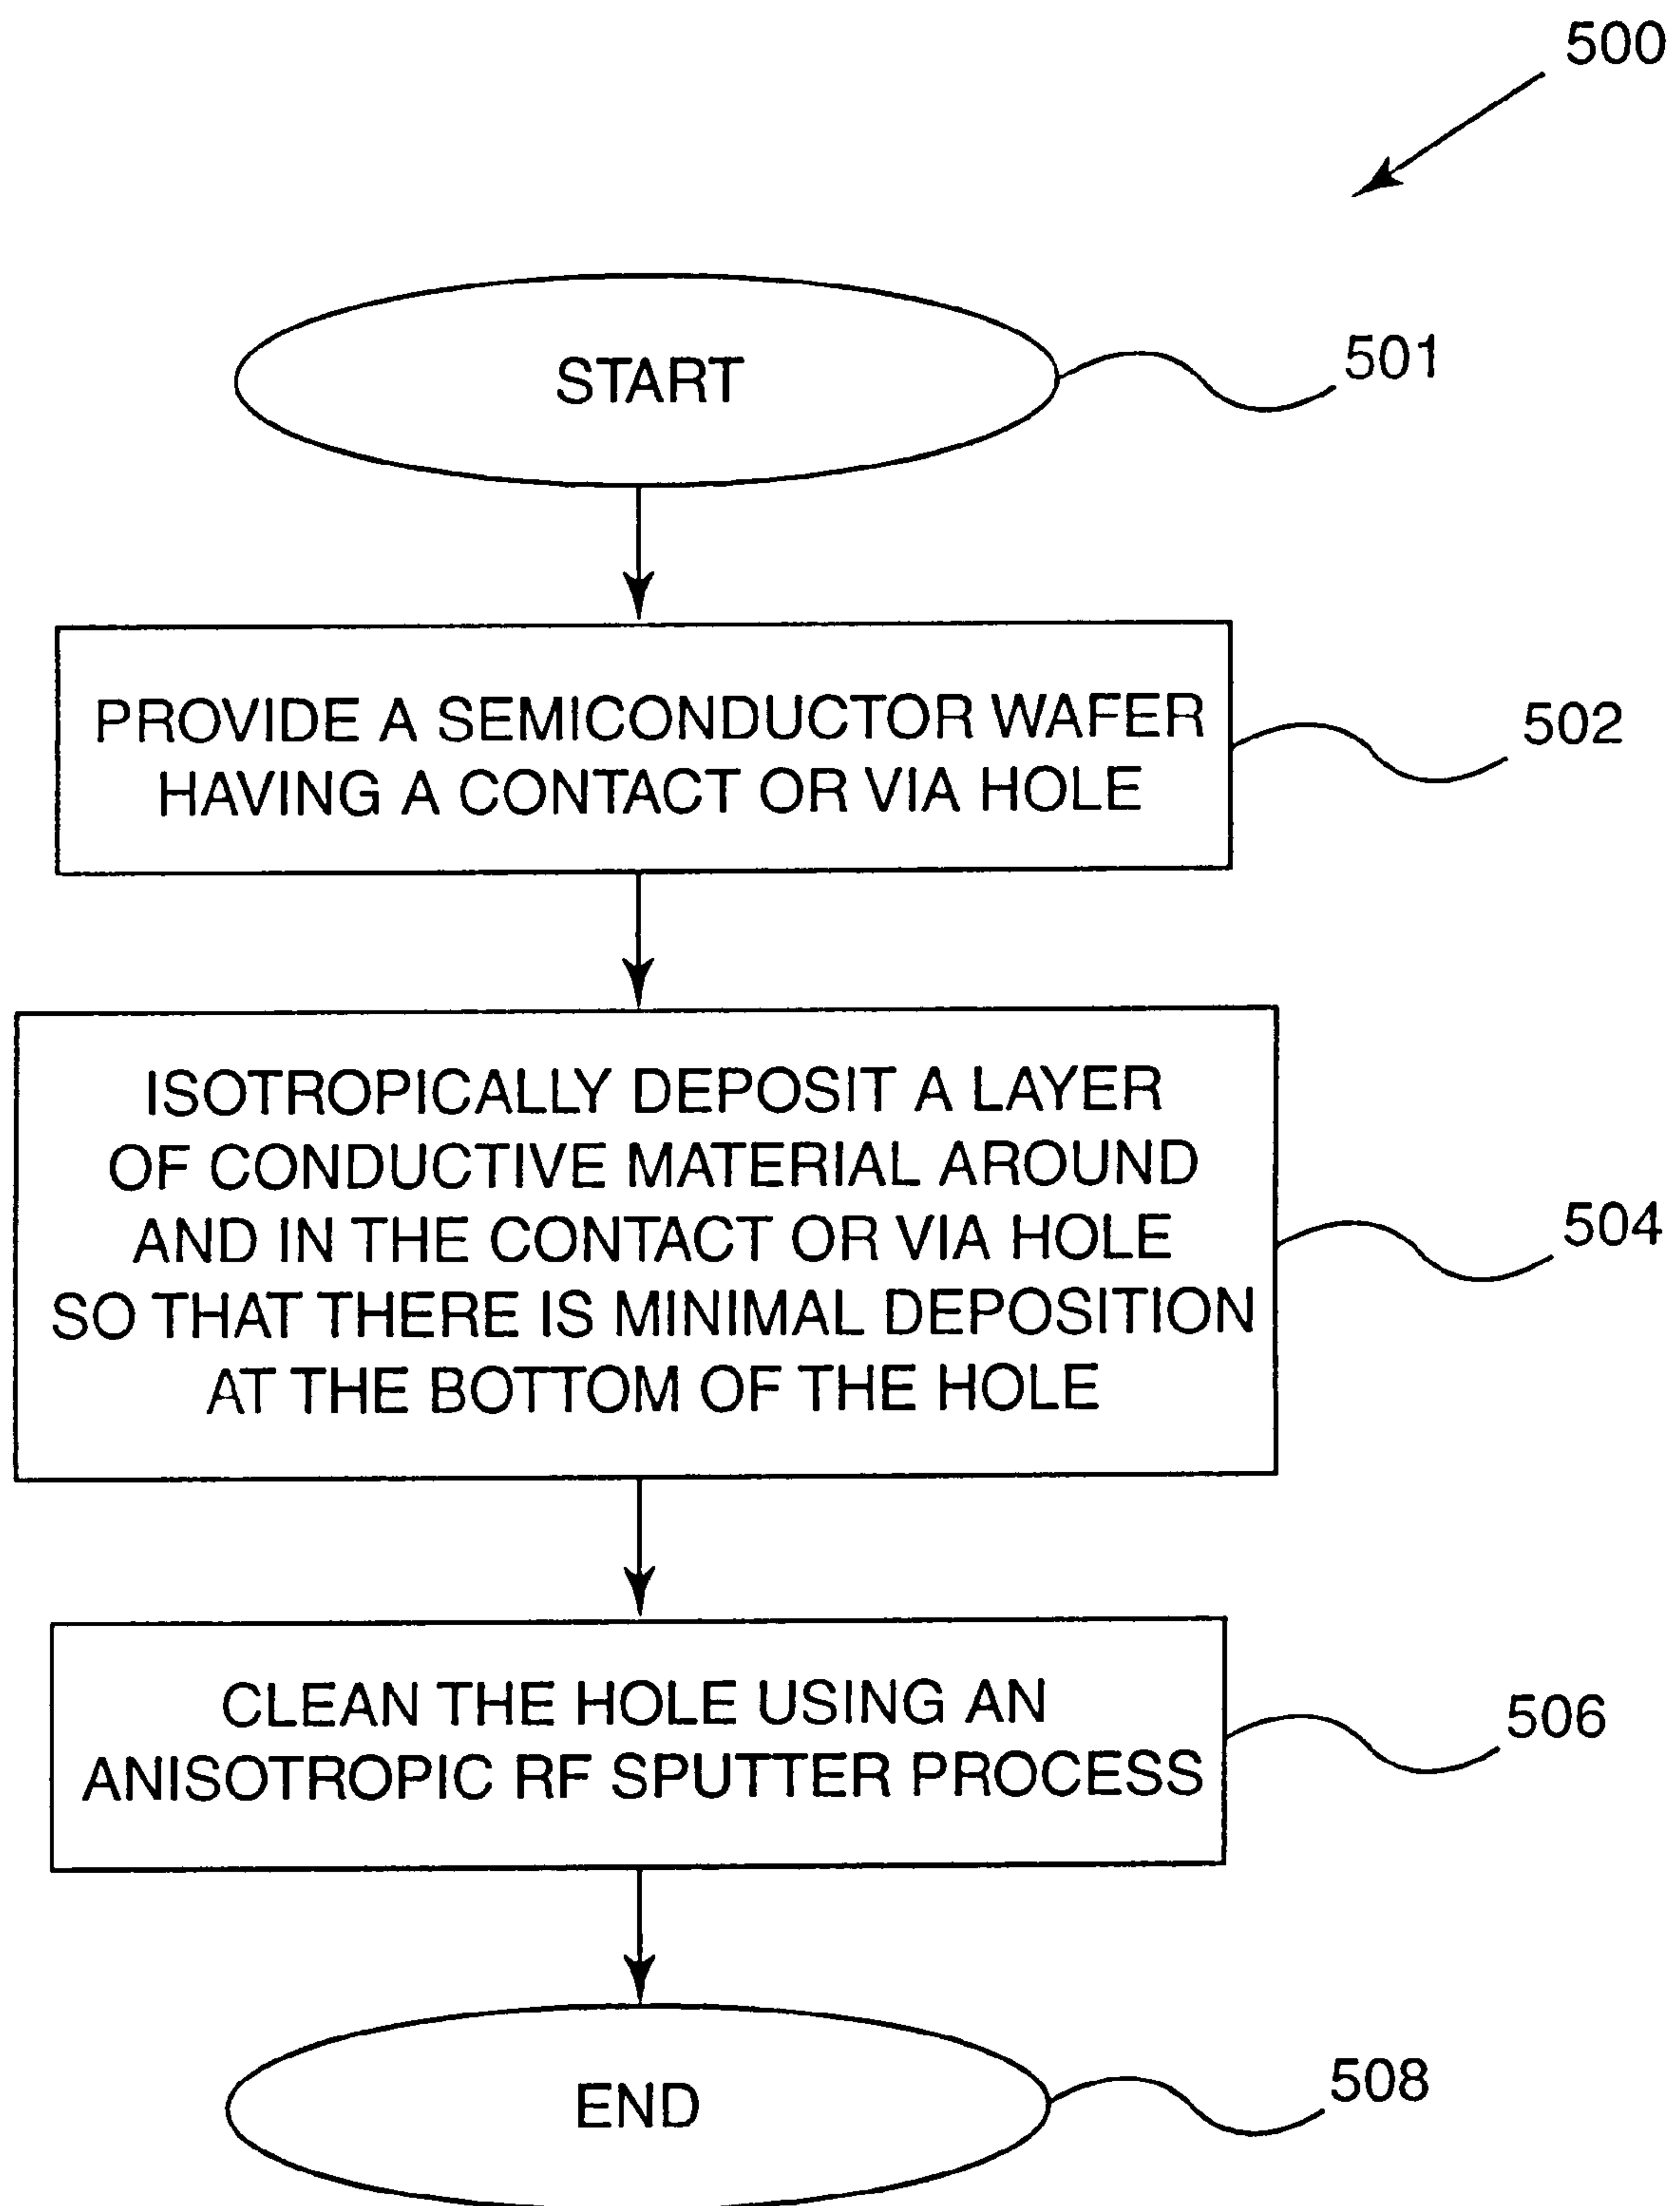 500
START
501
PROVIDE A SEMICONDUCTOR WAFER
HAVING A CONTACT OR VIA HOLE
502
ISOTROPICALLY DEPOSIT A LAYER
OF CONDUCTIVE MATERIAL AROUND
AND IN THE CONTACT OR VIA HOLE
SO THAT THERE IS MINIMAL DEPOSITION
AT THE BOTTOM OF THE HOLE
504
CLEAN THE HOLE USING AN
ANISOTROPIC RF SPUTTER PROCESS
506
END
508